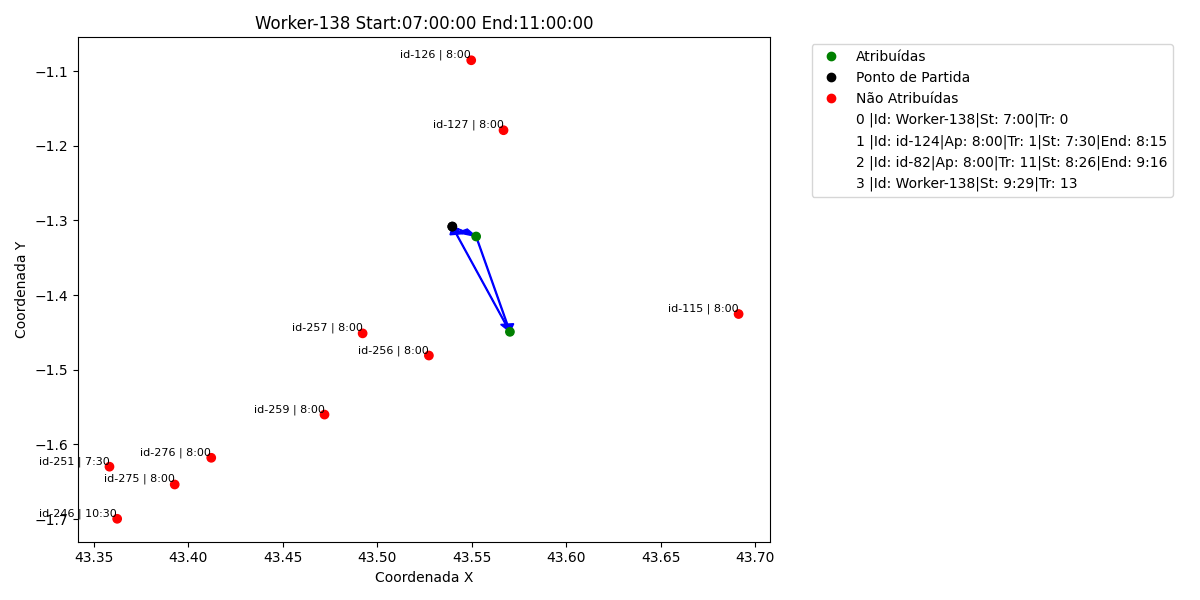 Worker-138 Start:07:00:00 End:11:00:00
Atribuídas
Ponto de Partida
Não Atribuídas
0 |Id: Worker-138|St: 7:00|Tr: 0
1 |Id: id-124|Ap: 8:00|Tr: 1|St: 7:30|End: 8:15
2 |Id: id-82|Ap: 8:00|Tr: 11|St: 8:26|End: 9:16
3 |Id: Worker-138|St: 9:29|Tr: 13
id-126 | 8:00
id-127 | 8:00
id-115 | 8:00
id-257 | 8:00
id-256 | 8:00
id-259 | 8:00
id-276 | 8:00
id-251 | 7:30
id-275 | 8:00
id-246 | 10:30
Coordenada Y
−1.1
−1.2
−1.3
−1.4
−1.5
−1.6
−1.7
43.35 43.40 43.45 43.50 43.55 43.60 43.65 43.70
Coordenada X